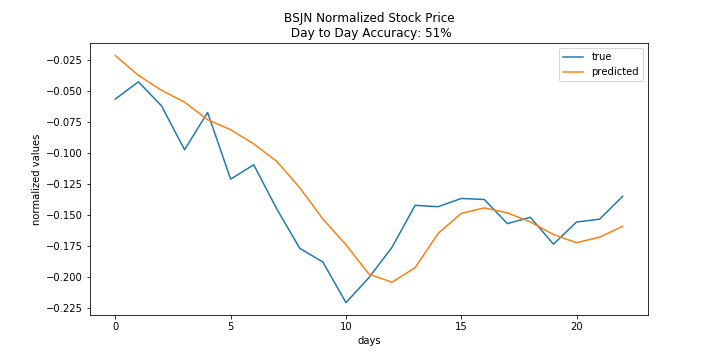 BSJN Normalized Stock Price
Day to Day Accuracy: 51%
true
predicted
normalized values
−0.025
−0.050
−0.075
−0.100
−0.125
−0.150
−0.175
−0.200
−0.225
0
5
10
15
20
days